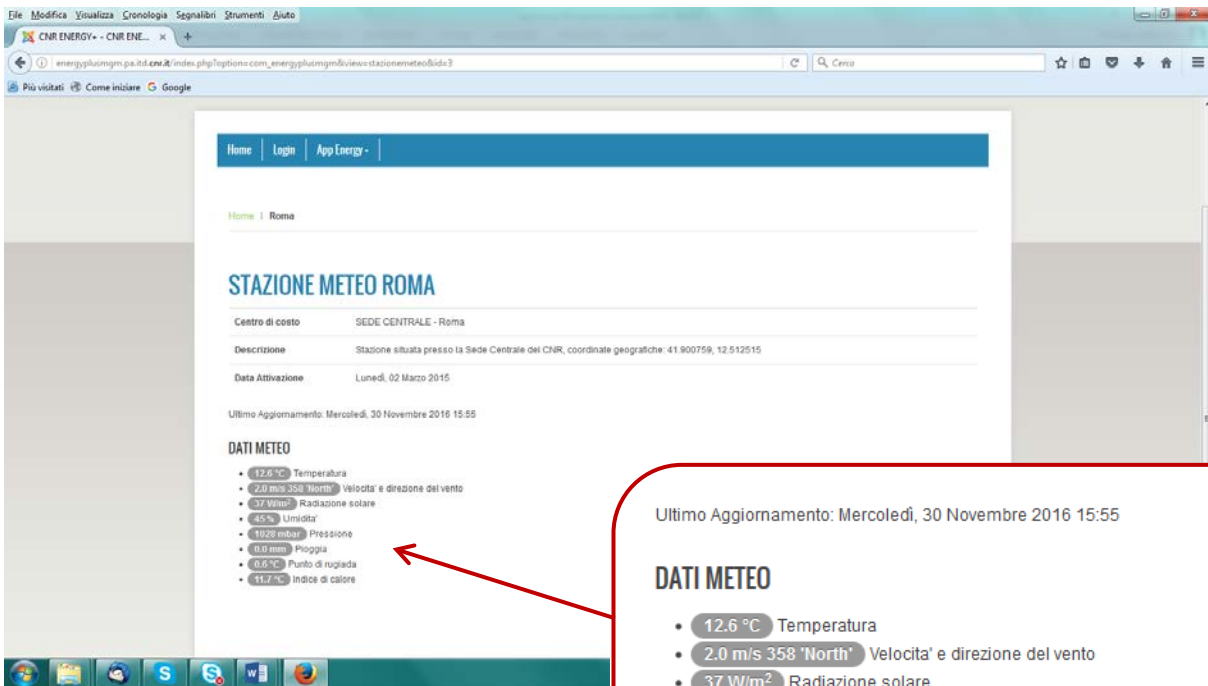 File Modifica Visualizza Cronologia Segnalibri Strumenti Aiuto
CNR ENERGY+ - CNR ENE... × +
energyplusmgm.pa.itd.cnr.it/index.php?option=com_energyplusmgm&view=stazionemeteo&id=3
Cerca
Più visitati Come iniziare Google
Home Login App Energy
Home Roma
STAZIONE METEO ROMA
Centro di costo SEDE CENTRALE - Roma
Descrizione Stazione situata presso la Sede Centrale del CNR, coordinate geografiche: 41.900759, 12.512515
Data Attivazione Lunedì, 02 Marzo 2015
Ultimo Aggiornamento: Mercoledì, 30 Novembre 2016 15:55
DATI METEO
• 12.6 °C Temperatura
• 2.0 m/s 358 'North' Velocita' e direzione del vento
• 37 W/m² Radiazione solare
• 45 % Umidita'
• 1028 mbar Pressione
• 0.0 mm Pioggia
• 0.6 °C Punto di rugiada
• 11.7 °C Indice di calore
Ultimo Aggiornamento: Mercoledì, 30 Novembre 2016 15:55
DATI METEO
• 12.6 °C Temperatura
• 2.0 m/s 358 'North' Velocita' e direzione del vento
• 37 W/m² Radiazione solare